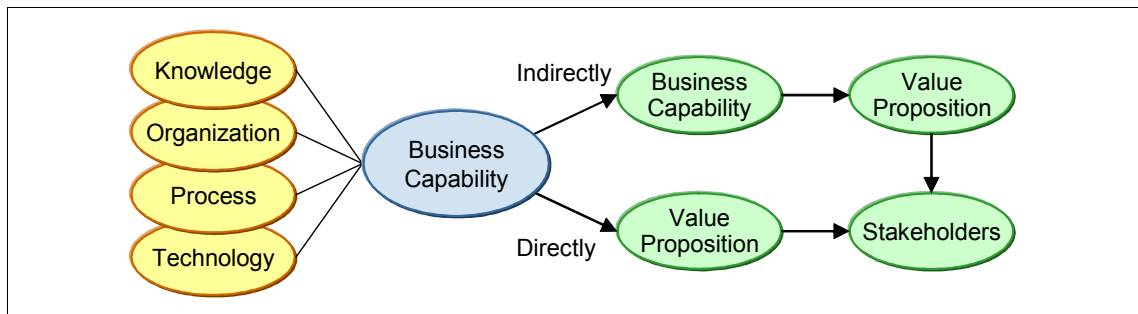 Knowledge
Organization
Process
Technology
Business
Capability
Indirectly
Directly
Business
Capability
Value
Proposition
Value
Proposition
Stakeholders